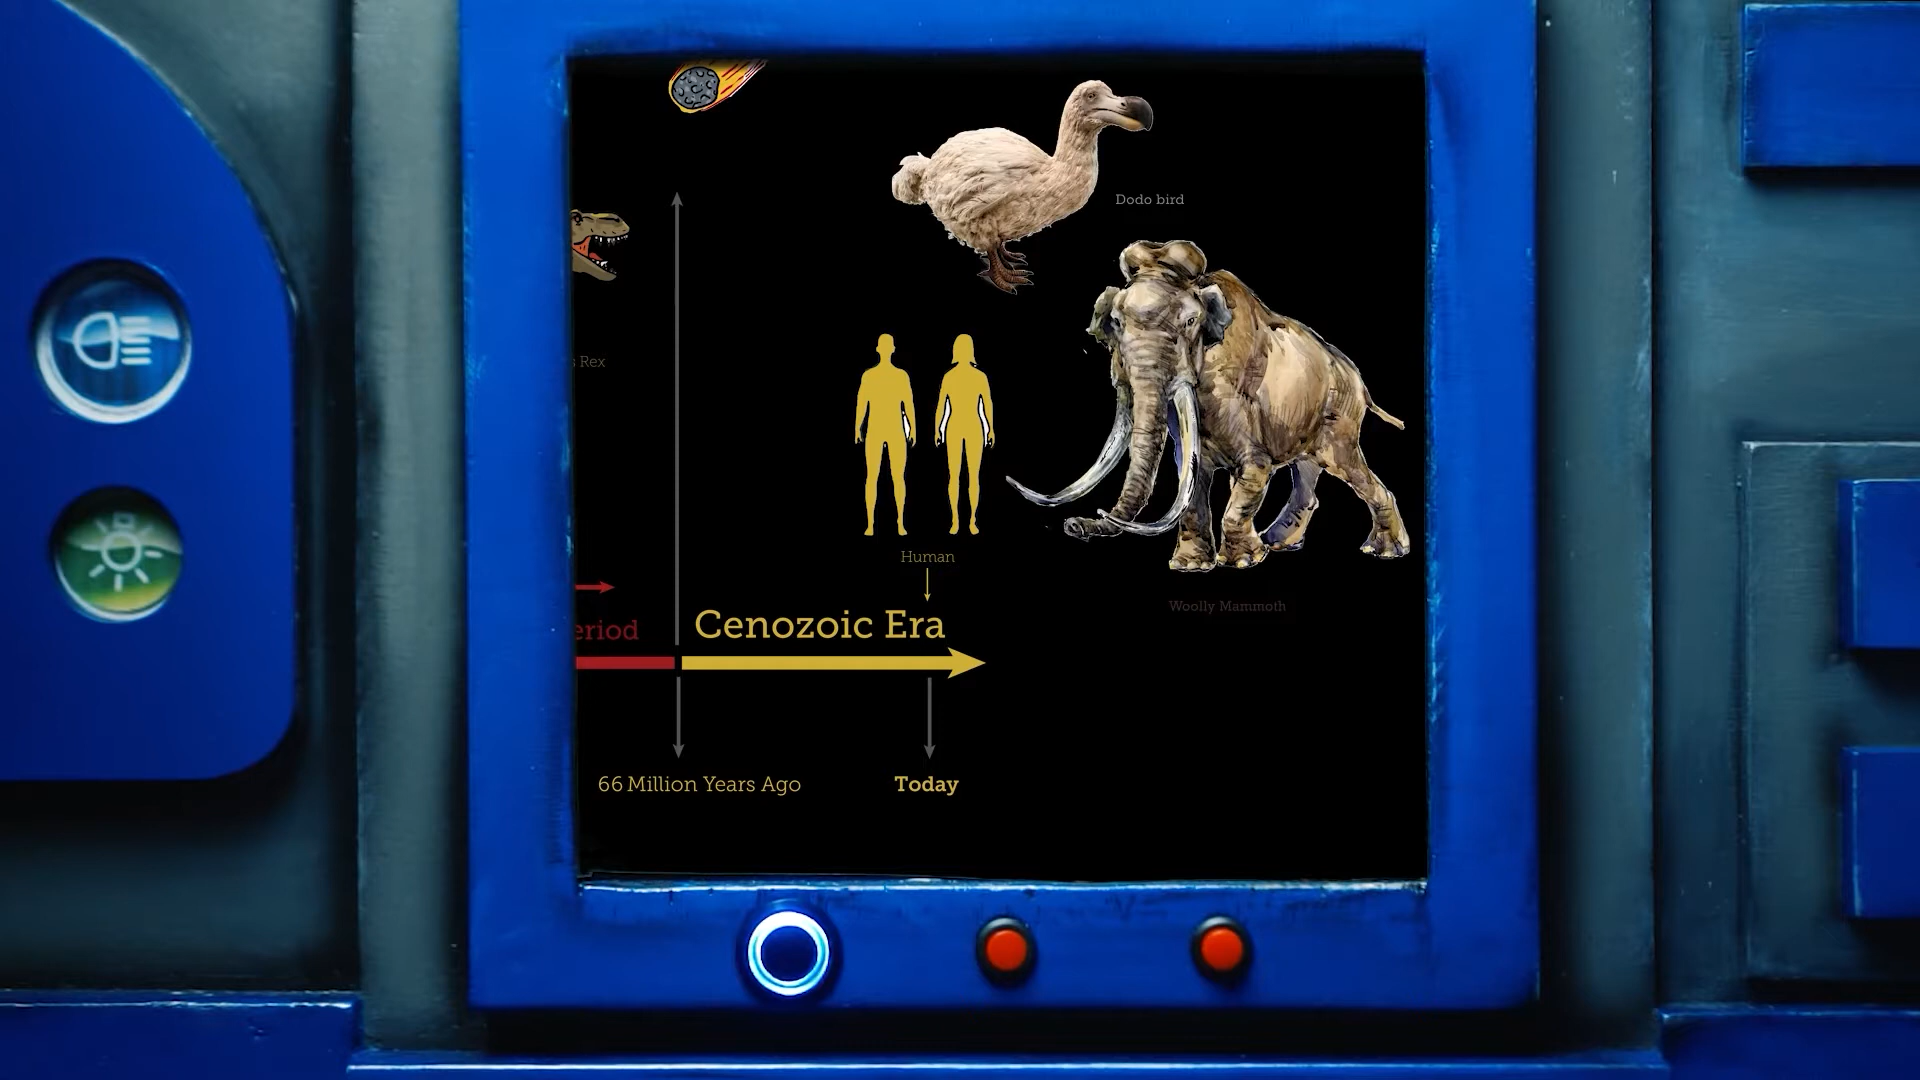 Dodo bird
s Rex
Human
Woolly Mammoth
eriod
Cenozoic Era
66 Million Years Ago
Today